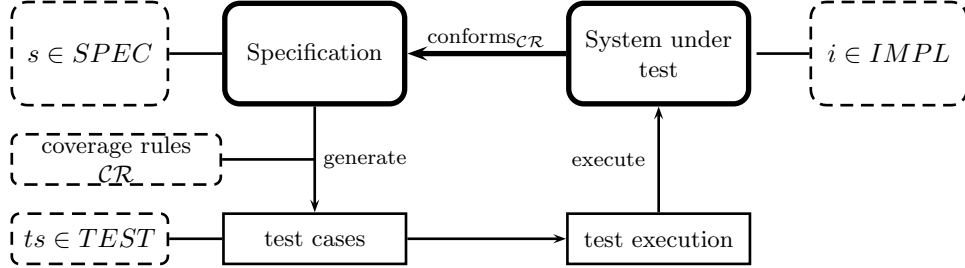 s ∈ SPEC
Specification
conforms_𝒞ℛ
System under
test
i ∈ IMPL
coverage rules
𝒞ℛ
generate
execute
ts ∈ TEST
test cases
test execution